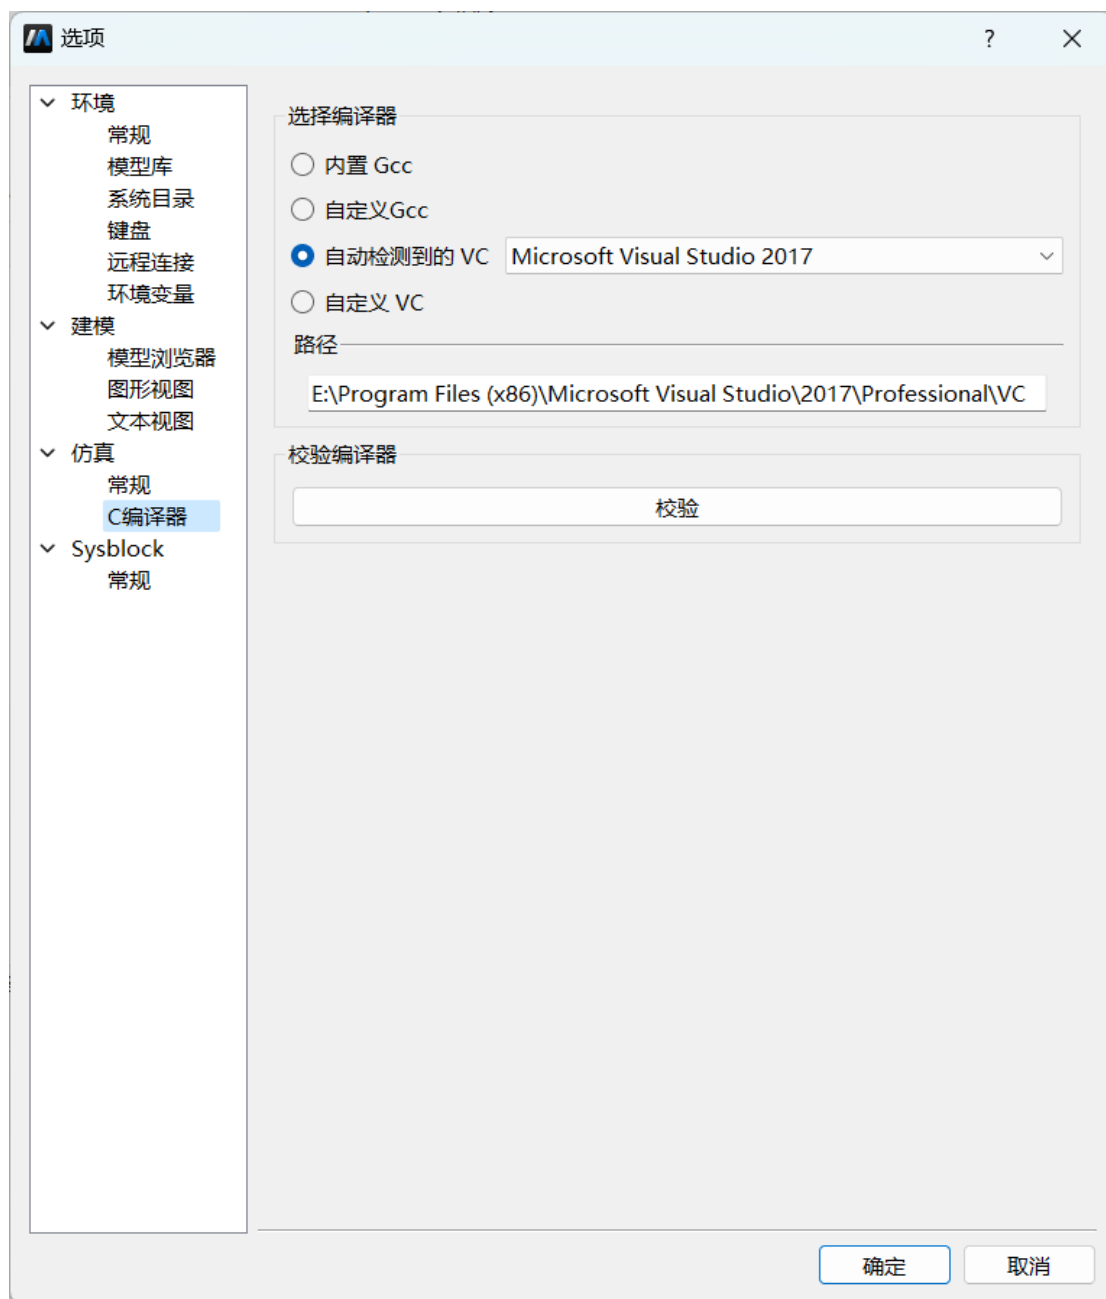 选项
?
环境
常规
模型库
系统目录
键盘
远程连接
环境变量
建模
模型浏览器
图形视图
文本视图
仿真
常规
C编译器
Sysblock
常规
选择编译器
内置 Gcc
自定义Gcc
自动检测到的 VC Microsoft Visual Studio 2017
自定义 VC
路径
E:\Program Files (x86)\Microsoft Visual Studio\2017\Professional\VC
校验编译器
校验
确定 取消